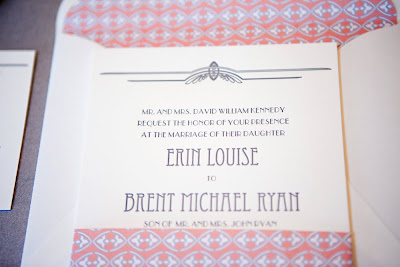 MR. AND MRS. DAVID WILLIAM KENNEDY
REQUEST THE HONOR OF YOUR PRESENCE
AT THE MARRIAGE OF THEIR DAUGHTER
ERIN LOUISE
TO
BRENT MICHAEL RYAN
SON OF MR. AND MRS. JOHN RYAN